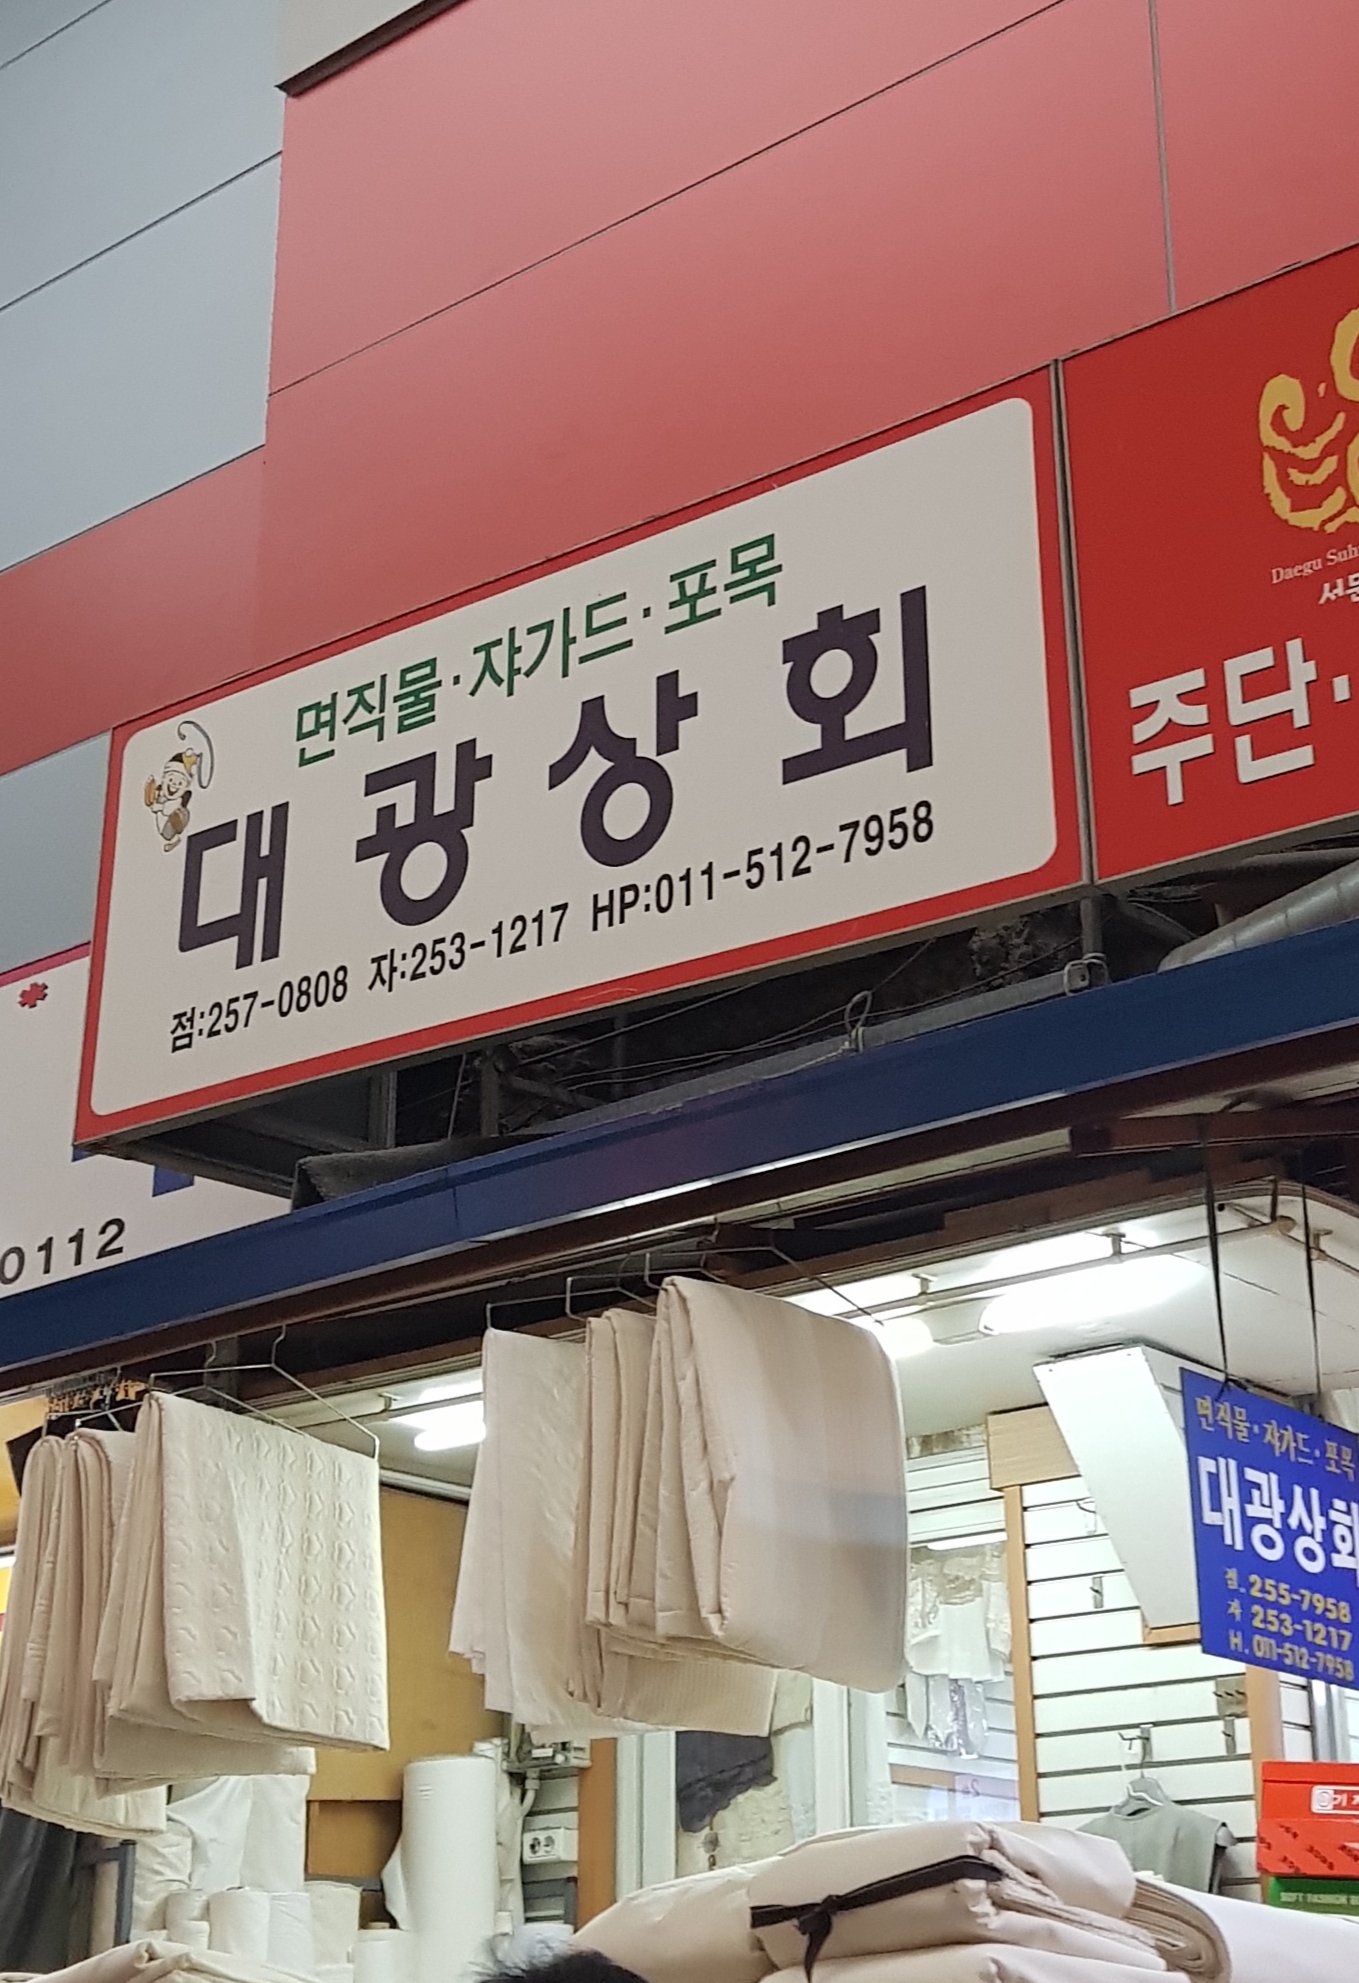 면직물·쟈가드·포목
대광상회
점:257-0808 자:253-1217 HP:011-512-7958
Daegu
주단·
0112
면직물·쟈가드·포목
대광상회
점. 255-7958
자 253-1217
H. 011-512-7958